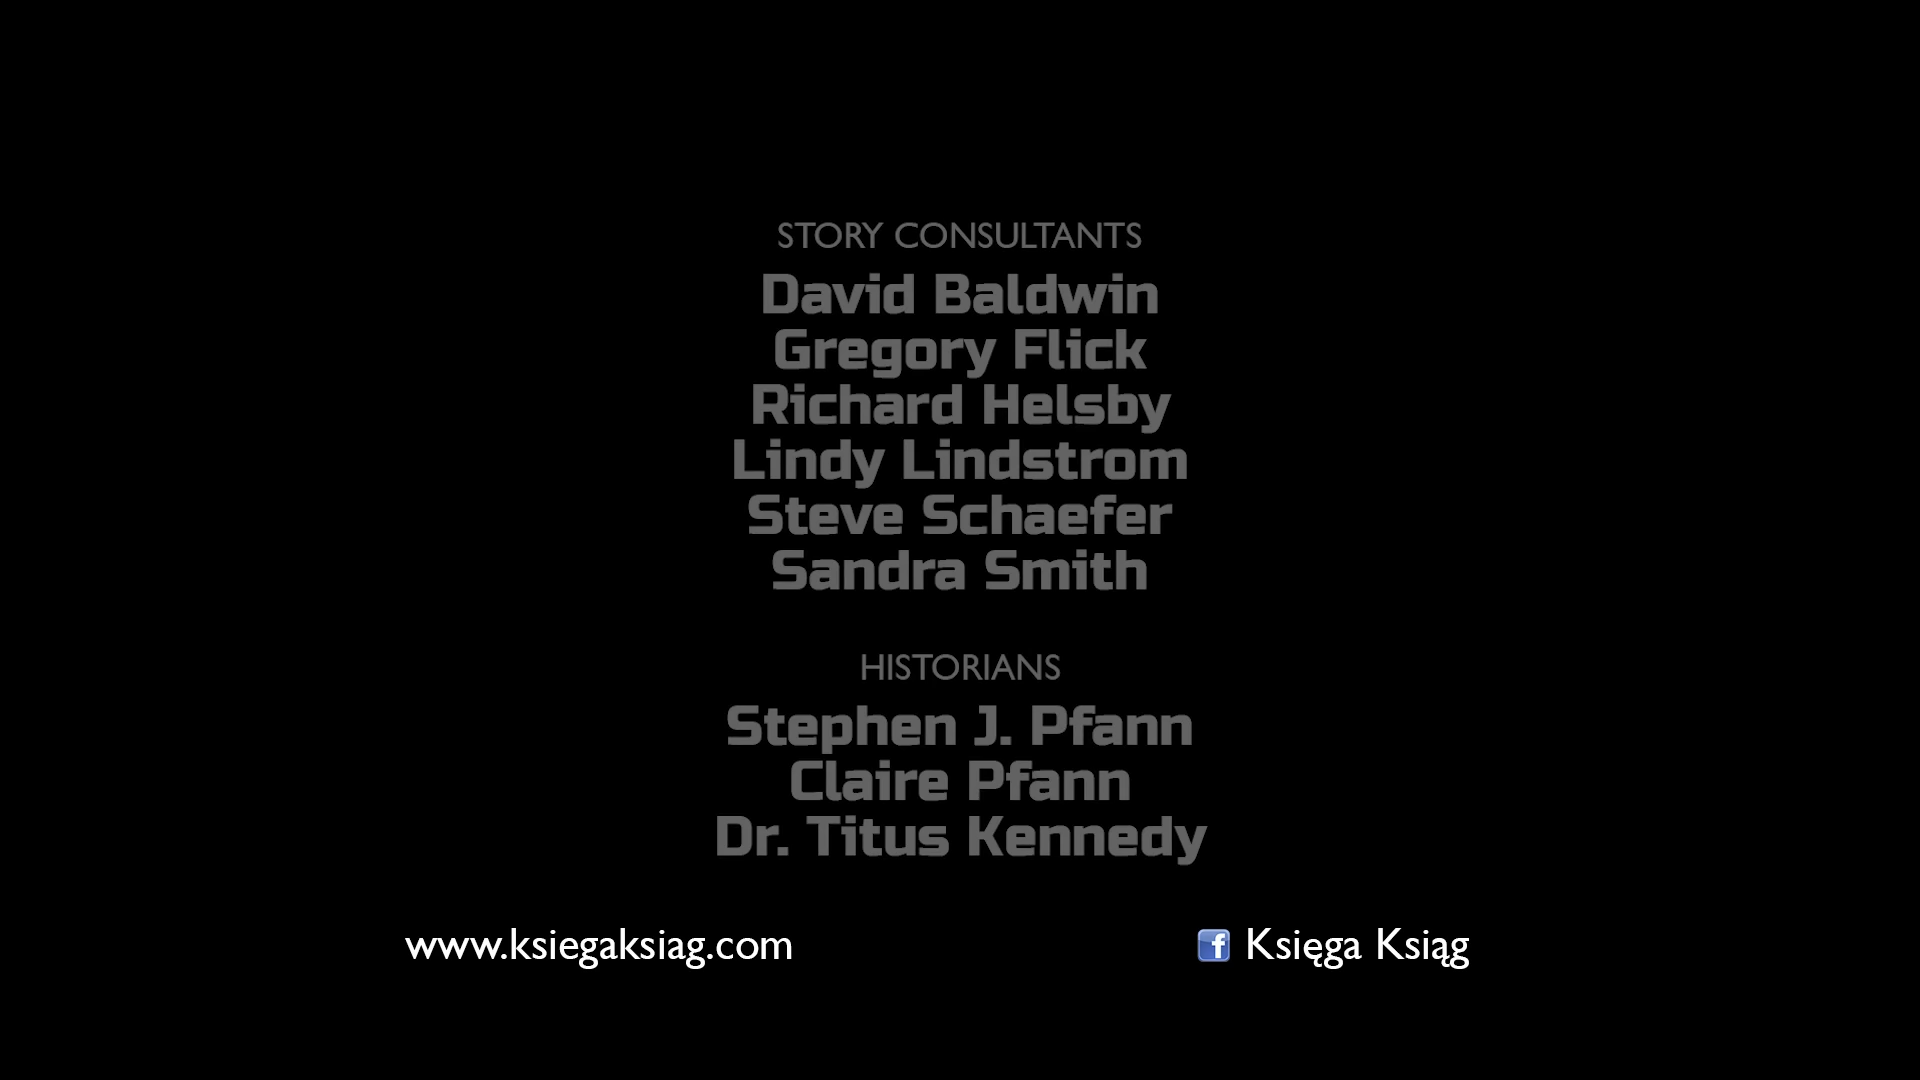 STORY CONSULTANTS
David Baldwin
Gregory Flick
Richard Helsby
Lindy Lindstrom
Steve Schaefer
Sandra Smith
HISTORIANS
Stephen J. Pfann
Claire Pfann
Dr. Titus Kennedy
www.ksiegaksiag.com
f Księga Ksiąg